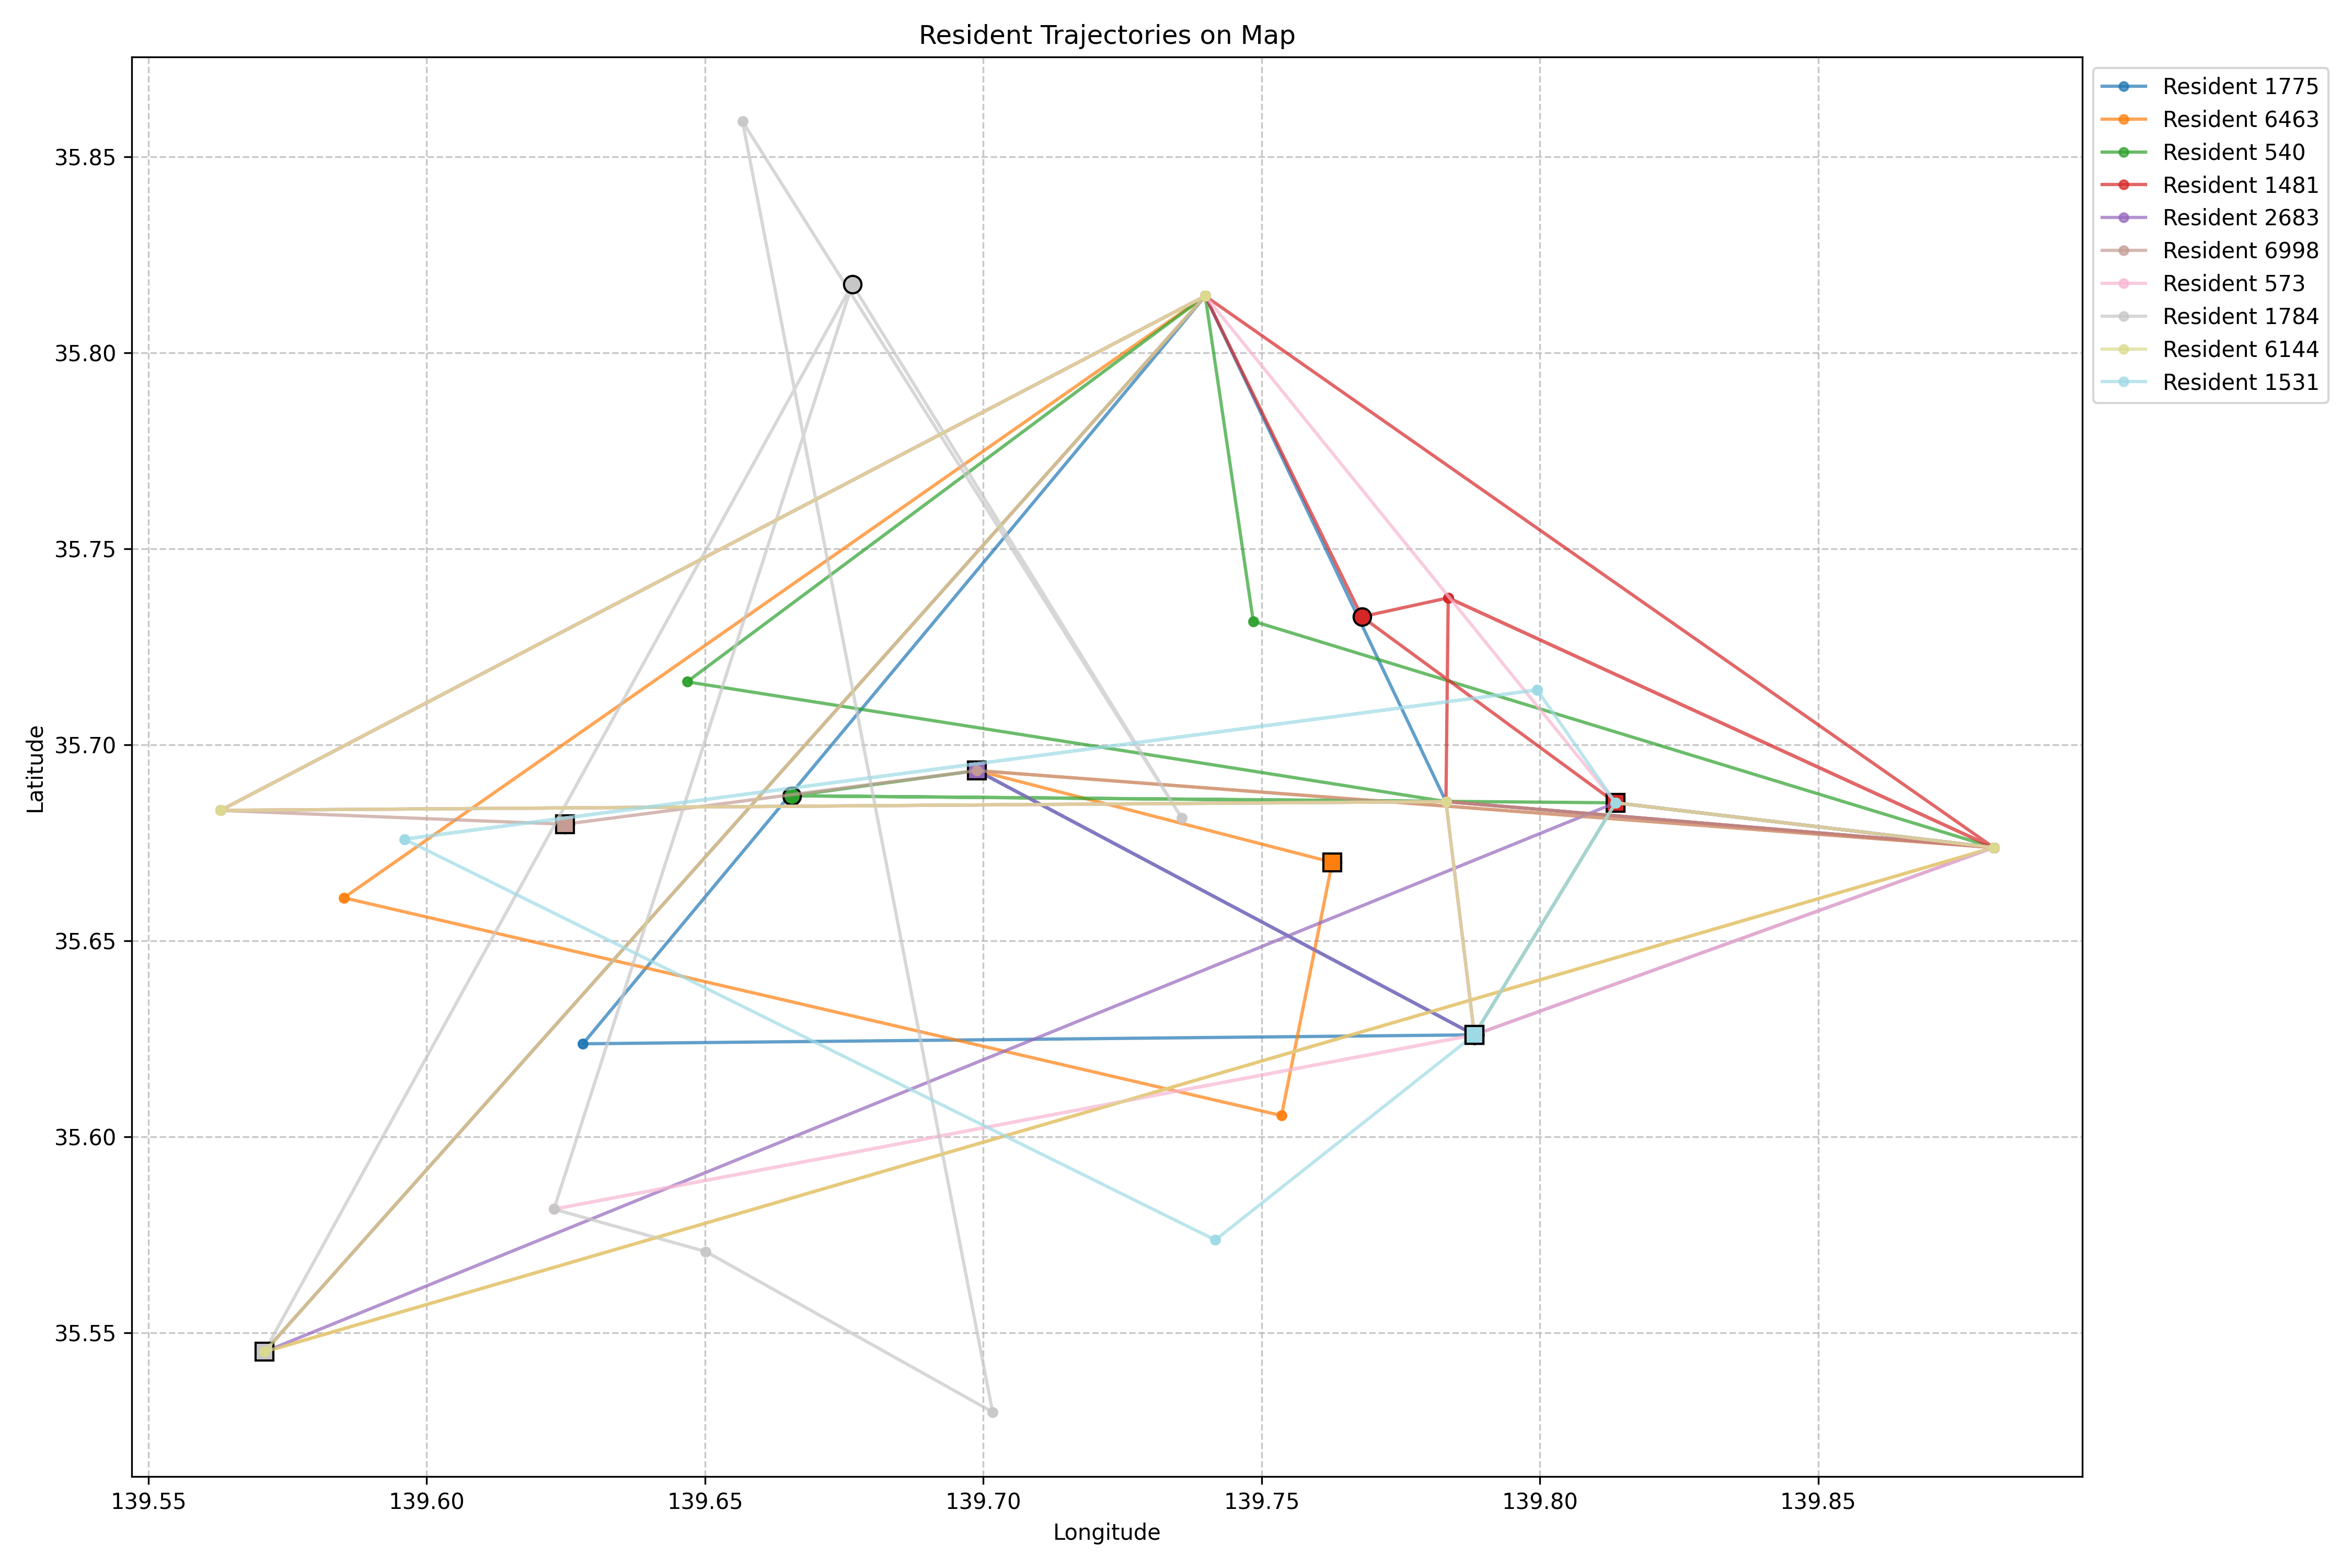 Resident Trajectories on Map
Resident 1775
Resident 6463
Resident 540
Resident 1481
Resident 2683
Resident 6998
Resident 573
Resident 1784
Resident 6144
Resident 1531
Latitude
35.85
35.80
35.75
35.70
35.65
35.60
35.55
139.55
139.60
139.65
139.70
139.75
139.80
139.85
Longitude